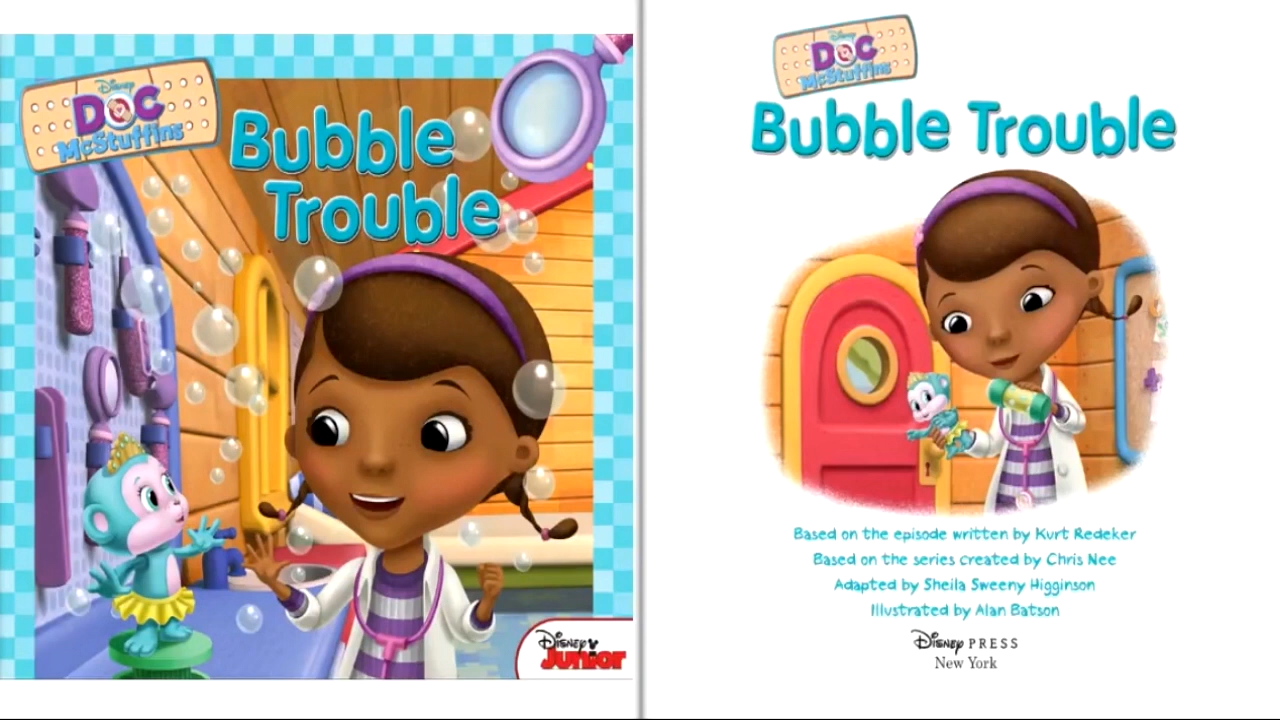 Disney
DOC
McStuffins
Bubble
Trouble
Disney
Junior
Disney
DOC
McStuffins
Bubble Trouble
Based on the episode written by Kurt Redeker
Based on the series created by Chris Nee
Adapted by Sheila Sweeny Higginson
Illustrated by Alan Batson
Disney PRESS
New York